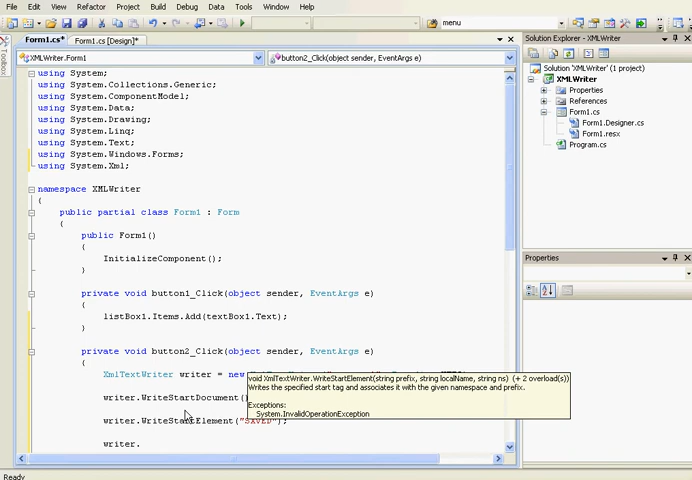 File Edit View Refactor Project Build Debug Data Tools Test Window Help
menu
Form1.cs* Form1.cs [Design]*
Toolbox
XMLWriter.Form1 button2_Click(object sender, EventArgs e)
using System;
using System.Collections.Generic;
using System.ComponentModel;
using System.Data;
using System.Drawing;
using System.Linq;
using System.Text;
using System.Windows.Forms;
using System.Xml;
namespace XMLWriter
{
public partial class Form1 : Form
{
public Form1()
{
InitializeComponent();
}
private void button1_Click(object sender, EventArgs e)
{
listBox1.Items.Add(textBox1.Text);
}
private void button2_Click(object sender, EventArgs e)
{
XmlTextWriter writer = new
void XmlTextWriter.WriteStartElement(string prefix, string localName, string ns) (+ 2 overload(s))
Writes the specified start tag and associates it with the given namespace and prefix.
Exceptions:
System.InvalidOperationException
writer.WriteStartDocument()
writer.WriteStartElement("SAVED");
writer.
Solution Explorer - XMLWriter
Solution 'XMLWriter' (1 project)
XMLWriter
Properties
References
Form1.cs
Form1.Designer.cs
Form1.resx
Program.cs
Properties
Ready